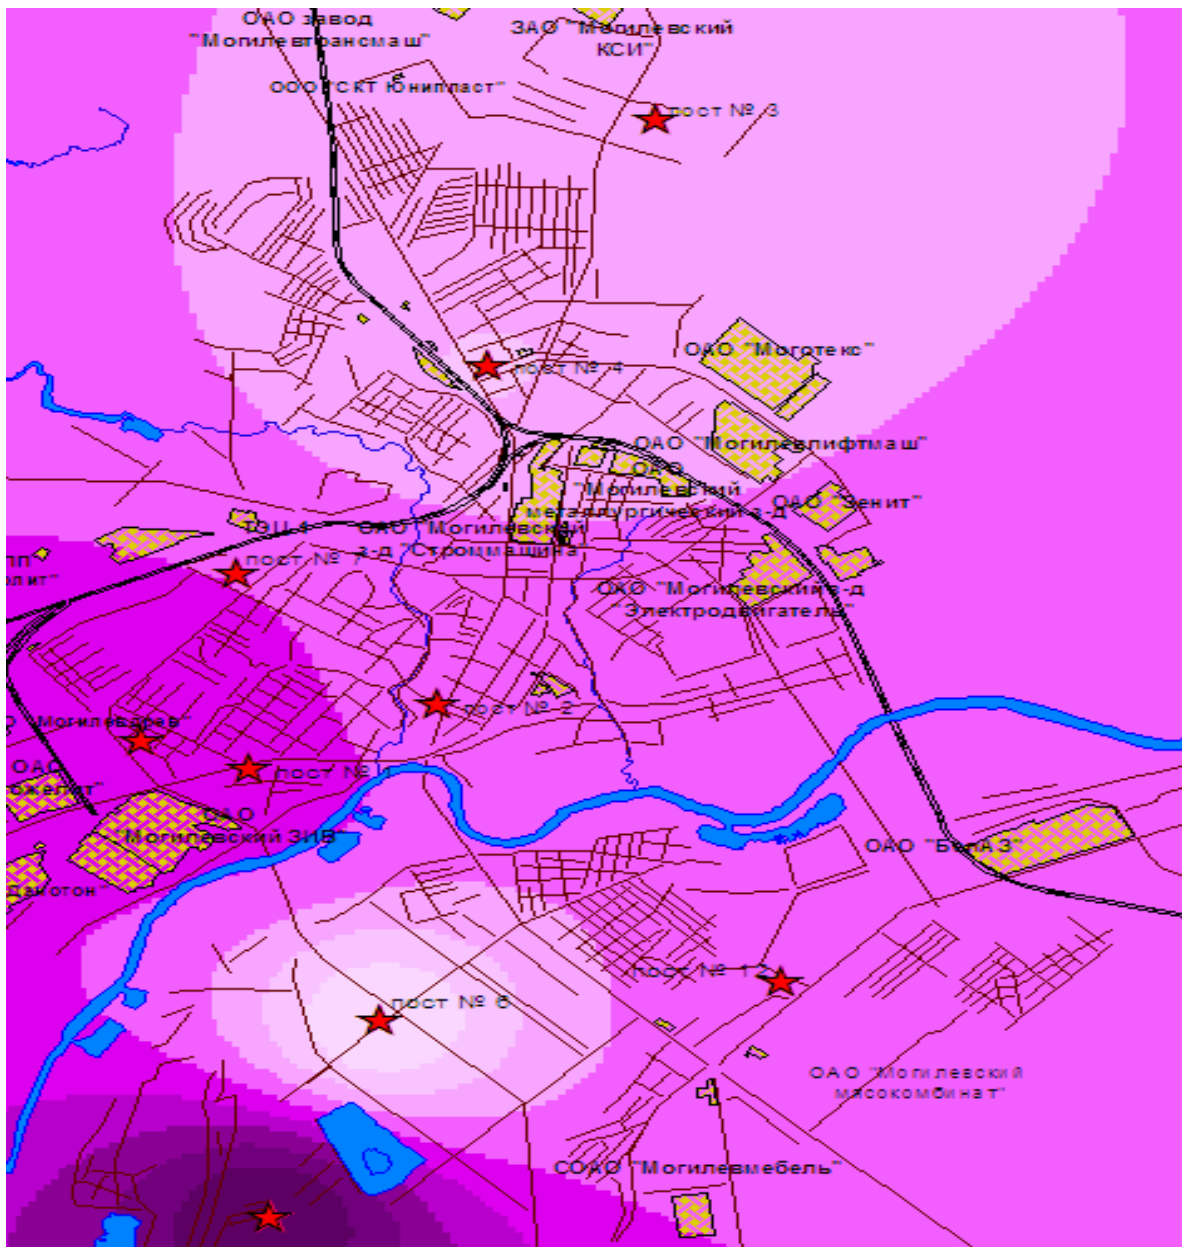 ОАО завод
"Могилевтрансмаш"
ЗАО "Могилевский
КСИ"
ООО "СКТ Юнипласт"
пост № 3
ОАО "Моготекс"
пост № 4
ОАО "Могилевлифтмаш"
ОАО
"Могилевский
металлургический з-д
ОАО "Зенит"
ТЭЦ 1
ОАО "Могилевский
з-д "Строммашина"
ПП
олит"
пост № 7
ОАО "Могилевский з-д
"Электродвигатель"
пост № 2
О "Могилевдрев"
пост № 1
ОАО
ожелит"
ОАО
"Могилевский ЗИВ"
ОАО "БелАЗ"
пост № 12
пост № 6
ОАО "Могилевский
мясокомбинат"
СОАО "Могилевмебель"